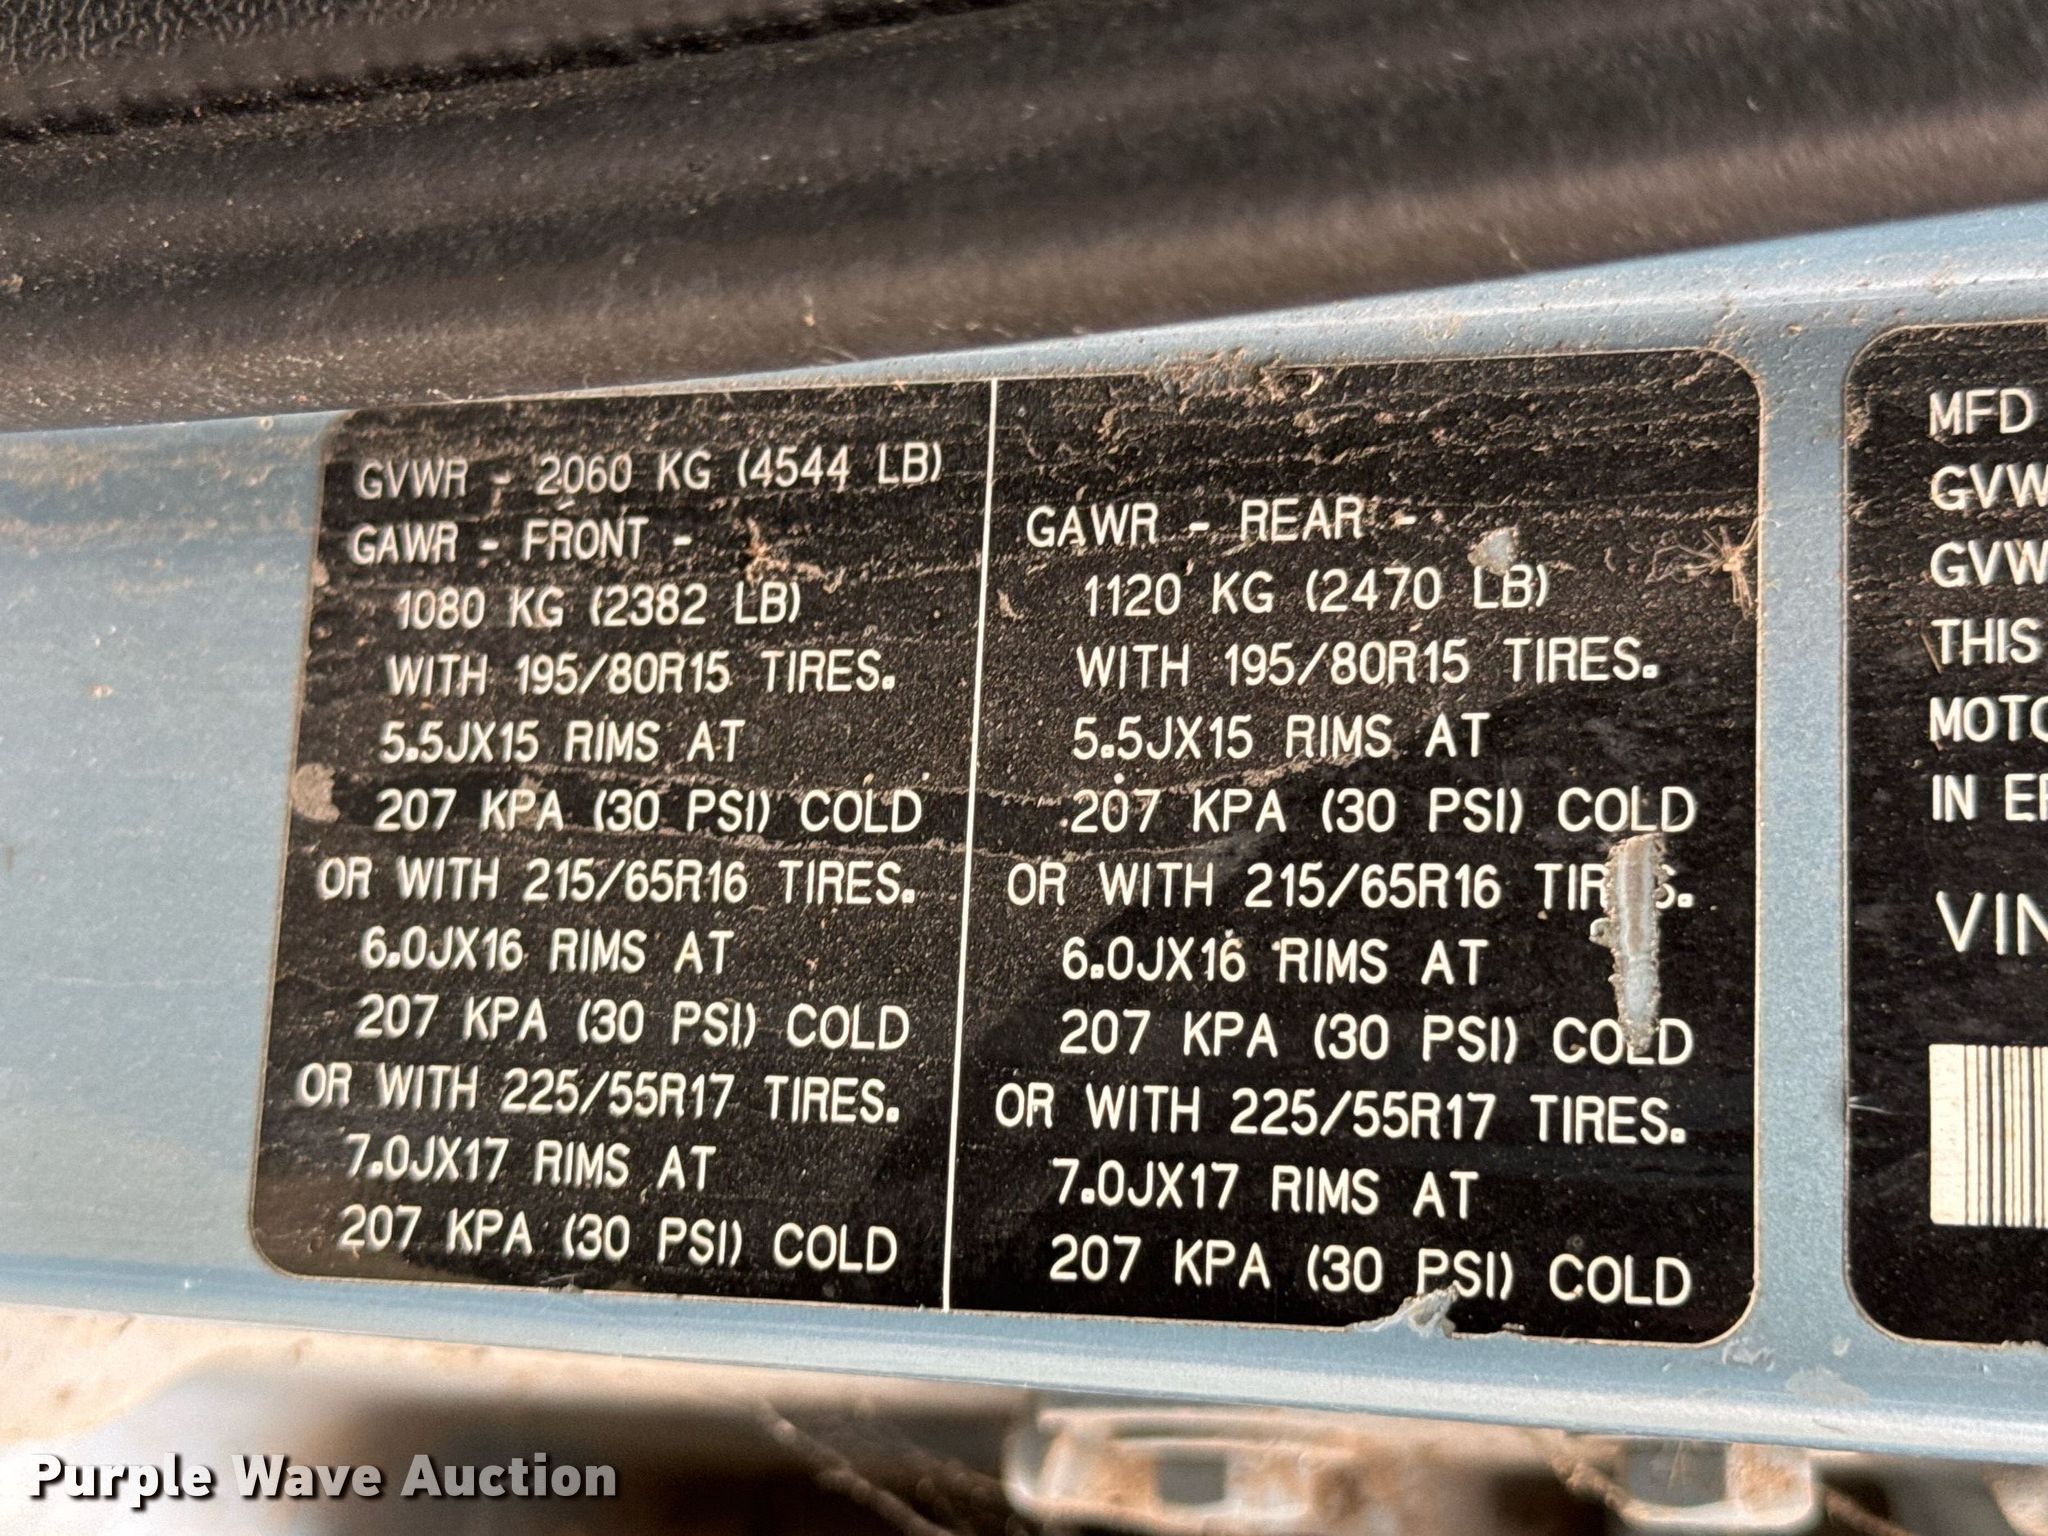 GVWR - 2060 KG (4544 LB)
GAWR - FRONT -
1080 KG (2382 LB)
WITH 195/80R15 TIRES.
5.5JX15 RIMS AT
207 KPA (30 PSI) COLD
OR WITH 215/65R16 TIRES.
6.0JX16 RIMS AT
207 KPA (30 PSI) COLD
OR WITH 225/55R17 TIRES.
7.0JX17 RIMS AT
207 KPA (30 PSI) COLD
GAWR - REAR -
1120 KG (2470 LB)
WITH 195/80R15 TIRES.
5.5JX15 RIMS AT
207 KPA (30 PSI) COLD
OR WITH 215/65R16 TIRES.
6.0JX16 RIMS AT
207 KPA (30 PSI) COLD
OR WITH 225/55R17 TIRES.
7.0JX17 RIMS AT
207 KPA (30 PSI) COLD
MFD
GVW
GVW
THIS
MOTO
IN
VIN
Purple Wave Auction